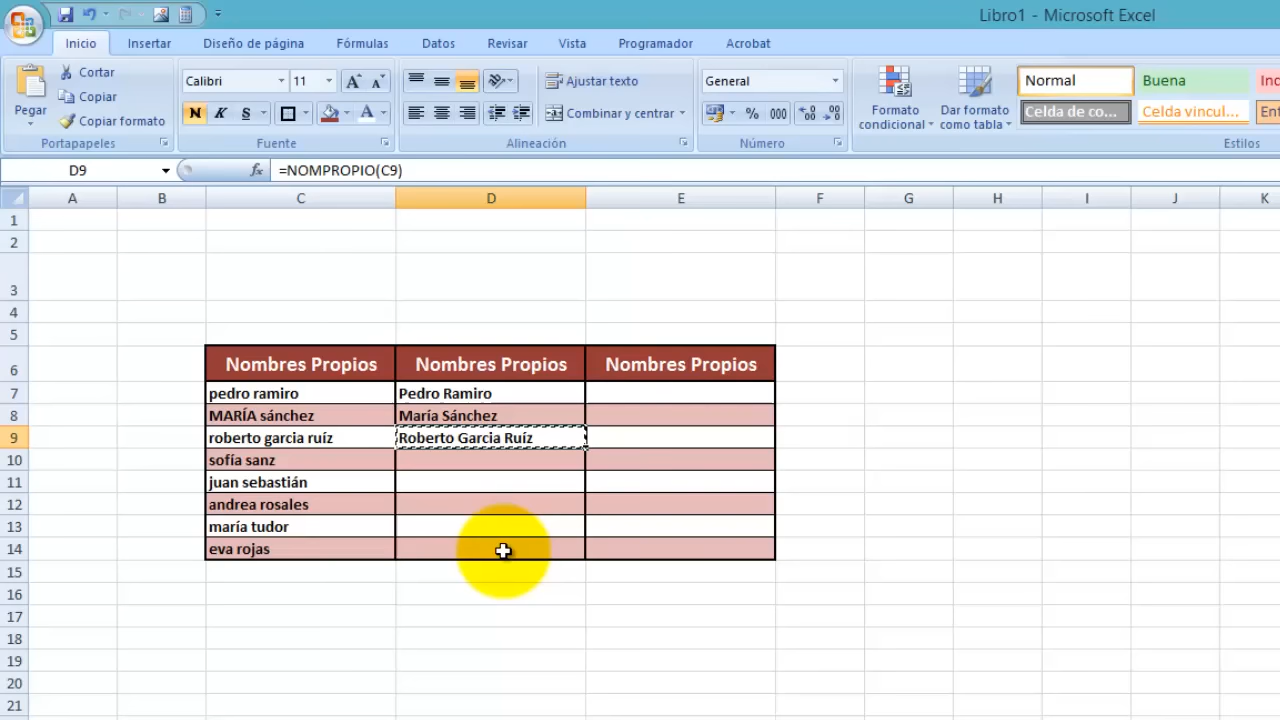 Libro1 - Microsoft Excel
Inicio Insertar Diseño de página Fórmulas Datos Revisar Vista Programador Acrobat
Pegar
Cortar
Copiar
Copiar formato
Portapapeles
Calibri 11
N K S A
Fuente
Ajustar texto
Combinar y centrar
Alineación
General
% 000
Número
Formato condicional
Dar formato como tabla
Normal Buena
Celda de co... Celda vincul...
Estilos
D9 fx =NOMPROPIO(C9)
A B C D E F G H I J K
1
2
3
4
5
6 Nombres Propios Nombres Propios Nombres Propios
7 pedro ramiro Pedro Ramiro
8 MARÍA sánchez María Sánchez
9 roberto garcia ruíz Roberto Garcia Ruíz
10 sofía sanz
11 juan sebastián
12 andrea rosales
13 maría tudor
14 eva rojas
15
16
17
18
19
20
21